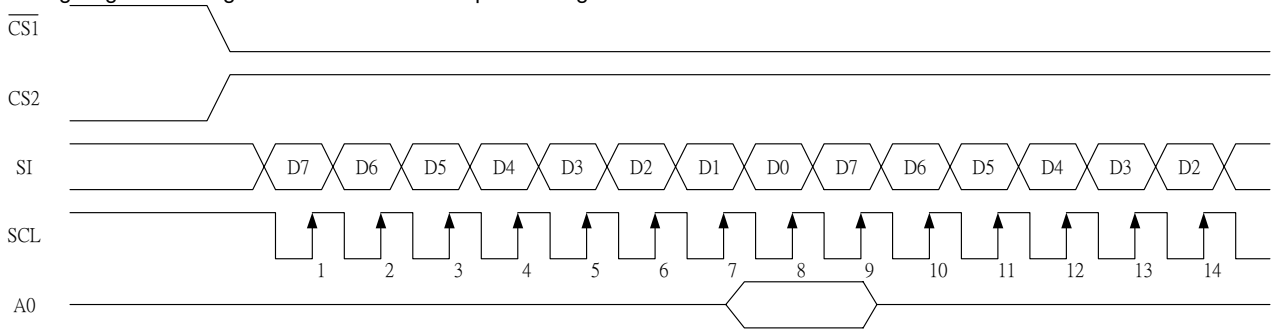 CS1
CS2
SI D7 D6 D5 D4 D3 D2 D1 D0 D7 D6 D5 D4 D3 D2
SCL
1 2 3 4 5 6 7 8 9 10 11 12 13 14
A0